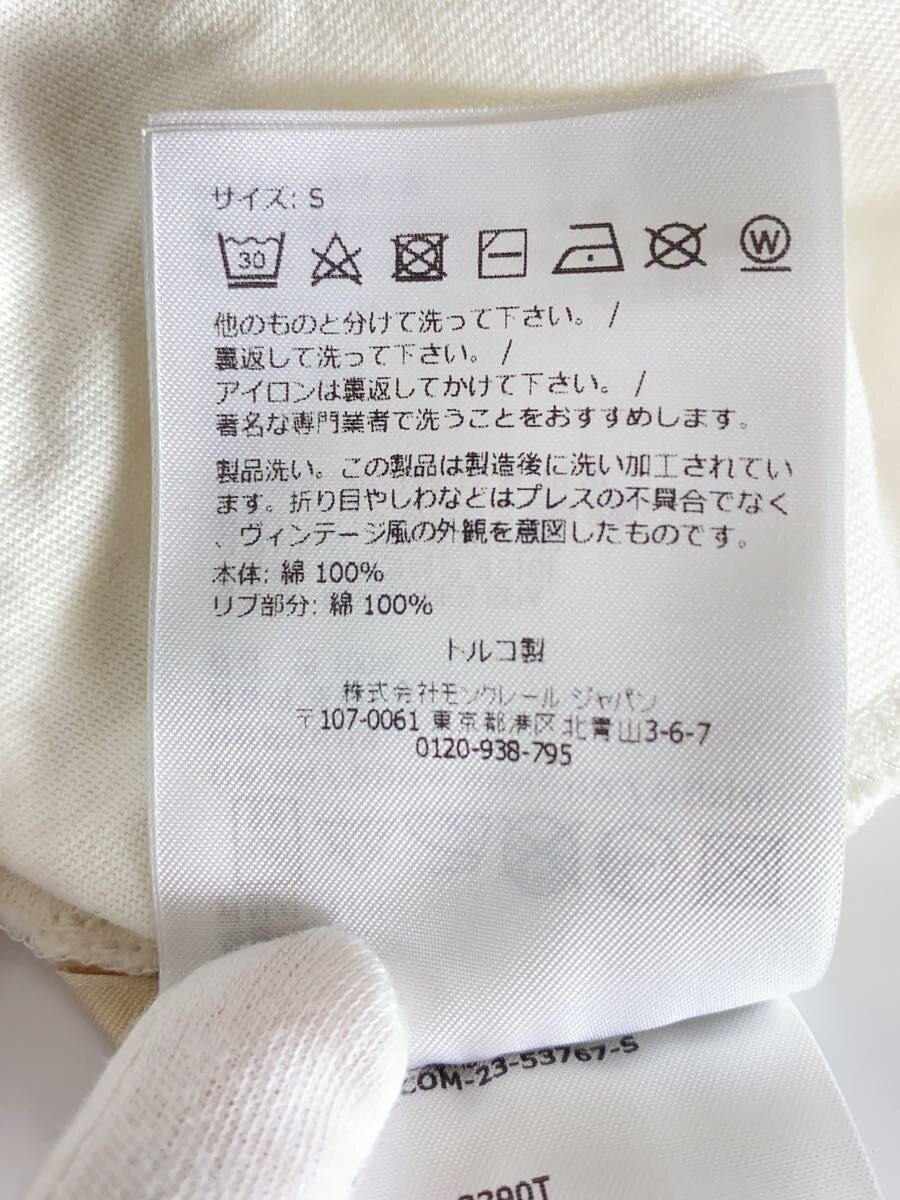 サイズ: S
30
W
他のものと分けて洗って下さい。 /
裏返して洗って下さい。 /
アイロンは裏返してかけて下さい。 /
著名な専門業者で洗うことをおすすめします。
製品洗い。この製品は製造後に洗い加工されてい
ます。折り目やしわなどはプレスの不具合でなく
、ヴィンテージ風の外観を意図したものです。
本体: 綿 100%
リブ部分: 綿 100%
トルコ製
株式会社モンクレール ジャパン
〒107-0061 東京都港区北青山3-6-7
0120-938-795
COM-23-53767-S